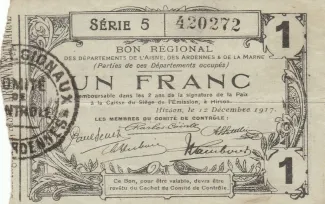 SÉRIE 5 420272
BON RÉGIONAL
DES DÉPARTEMENTS DE L'AISNE, DES ARDENNES & DE LA MARNE
(Parties de ces Départements occupés)
1
UN FRANC
Remboursable dans les 2 ans de la signature de la Paix
à la Caisse du Siège de l'Émission, à Hirson.
Hirson, le 12 Décembre 1917.
LES MEMBRES DU COMITÉ DE CONTRÔLE:
1 1
Ce Bon, pour être valable, devra être
revêtu du Cachet du Comité de Contrôle.